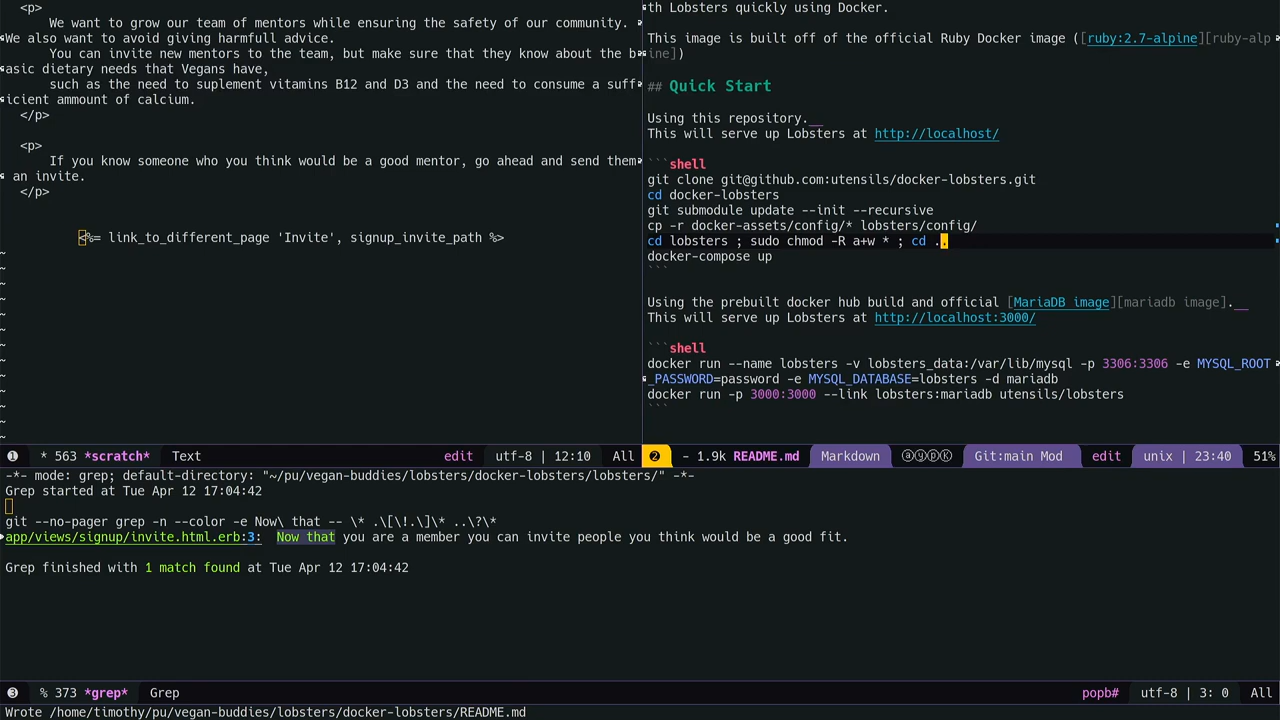 <p>
We want to grow our team of mentors while ensuring the safety of our community.
We also want to avoid giving harmfull advice.
You can invite new mentors to the team, but make sure that they know about the b
asic dietary needs that Vegans have,
such as the need to suplement vitamins B12 and D3 and the need to consume a suff
icient ammount of calcium.
</p>
<p>
If you know someone who you think would be a good mentor, go ahead and send them
an invite.
</p>
<%= link_to_different_page 'Invite', signup_invite_path %>
~
~
~
~
~
~
~
~
~
~
~
~
~
❶ * 563 *scratch* Text edit utf-8 | 12:10 All
th Lobsters quickly using Docker.
This image is built off of the official Ruby Docker image ([ruby:2.7-alpine][ruby-alp
ine])
## Quick Start
Using this repository.__
This will serve up Lobsters at http://localhost/
```shell
git clone git@github.com:utensils/docker-lobsters.git
cd docker-lobsters
git submodule update --init --recursive
cp -r docker-assets/config/* lobsters/config/
cd lobsters ; sudo chmod -R a+w * ; cd ..
docker-compose up
```
Using the prebuilt docker hub build and official [MariaDB image][mariadb image].__
This will serve up Lobsters at http://localhost:3000/
```shell
docker run --name lobsters -v lobsters_data:/var/lib/mysql -p 3306:3306 -e MYSQL_ROOT
_PASSWORD=password -e MYSQL_DATABASE=lobsters -d mariadb
docker run -p 3000:3000 --link lobsters:mariadb utensils/lobsters
```
❷ - 1.9k README.md Markdown ⓐⓨⓟⓚ Git:main Mod edit unix | 23:40 51%
-*- mode: grep; default-directory: "~/pu/vegan-buddies/lobsters/docker-lobsters/lobsters/" -*-
Grep started at Tue Apr 12 17:04:42
git --no-pager grep -n --color -e Now\ that -- \* .\[\!.\]\* ..\?\*
app/views/signup/invite.html.erb:3: Now that you are a member you can invite people you think would be a good fit.
Grep finished with 1 match found at Tue Apr 12 17:04:42
❸ % 373 *grep* Grep popb# utf-8 | 3: 0 All
Wrote /home/timothy/pu/vegan-buddies/lobsters/docker-lobsters/README.md